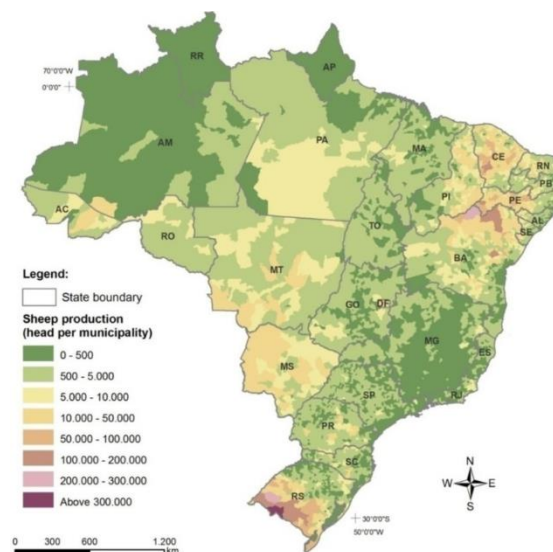 RR
AP
70°0'0"W
0°0'0"
AM
PA
MA
CE
RN
PB
PI
PE
AL
SE
AC
TO
RO
BA
MT
Legend:
State boundary
GO
DF
Sheep production
(head per municipality)
MG
ES
0 - 500
MS
500 - 5.000
SP
RJ
5.000 - 10.000
10.000 - 50.000
PR
50.000 - 100.000
SC
100.000 - 200.000
N
W E
S
200.000 - 300.000
RS
Above 300.000
30°0'0"S
50°0'0"W
0 300 600 1.200
km